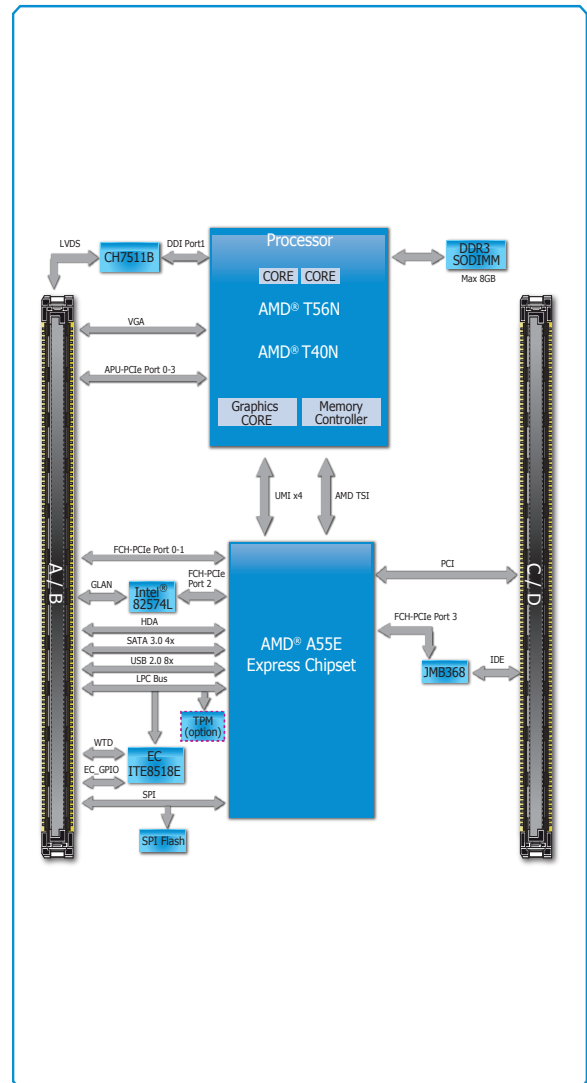 Processor
LVDS
DDI Port1
CH7511B
DDR3
SODIMM
Max 8GB
CORE CORE
AMD® T56N
AMD® T40N
VGA
APU-PCIe Port 0-3
Graphics
CORE
Memory
Controller
UMI x4
AMD TSI
A / B
C / D
FCH-PCIe Port 0-1
FCH-PCIe
Port 2
GLAN
Intel®
82574L
HDA
SATA 3.0 4x
USB 2.0 8x
LPC Bus
TPM
(option)
WTD
EC
ITE8518E
EC_GPIO
SPI
SPI Flash
AMD® A55E
Express Chipset
PCI
FCH-PCIe Port 3
JMB368
IDE